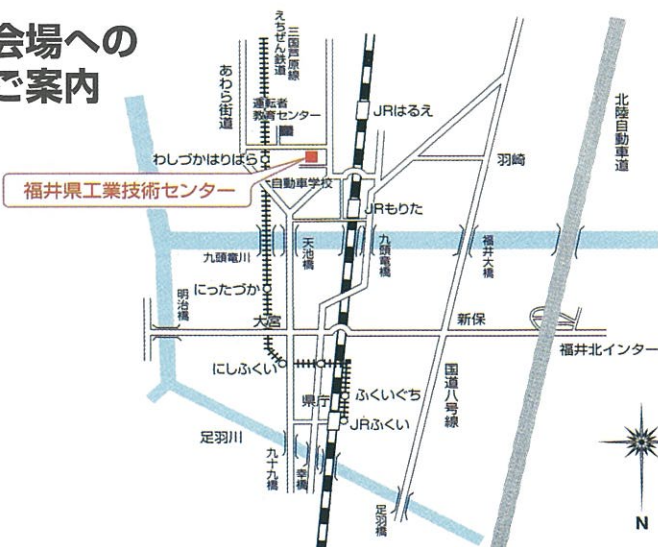 会場への
ご案内
えちぜん鉄道
三国芦原線
あわら街道
運転者
教育センター
JRはるえ
北陸自動車道
わしづかはりばら
羽崎
自動車学校
福井県工業技術センター
JRもりた
九頭竜川
天池橋
九頭竜橋
福井大橋
にったづか
明治橋
大宮
新保
福井北インター
にしふくい
国道八号線
県庁
ふくいぐち
JRふくい
足羽川
九十九橋
幸橋
足羽橋
N